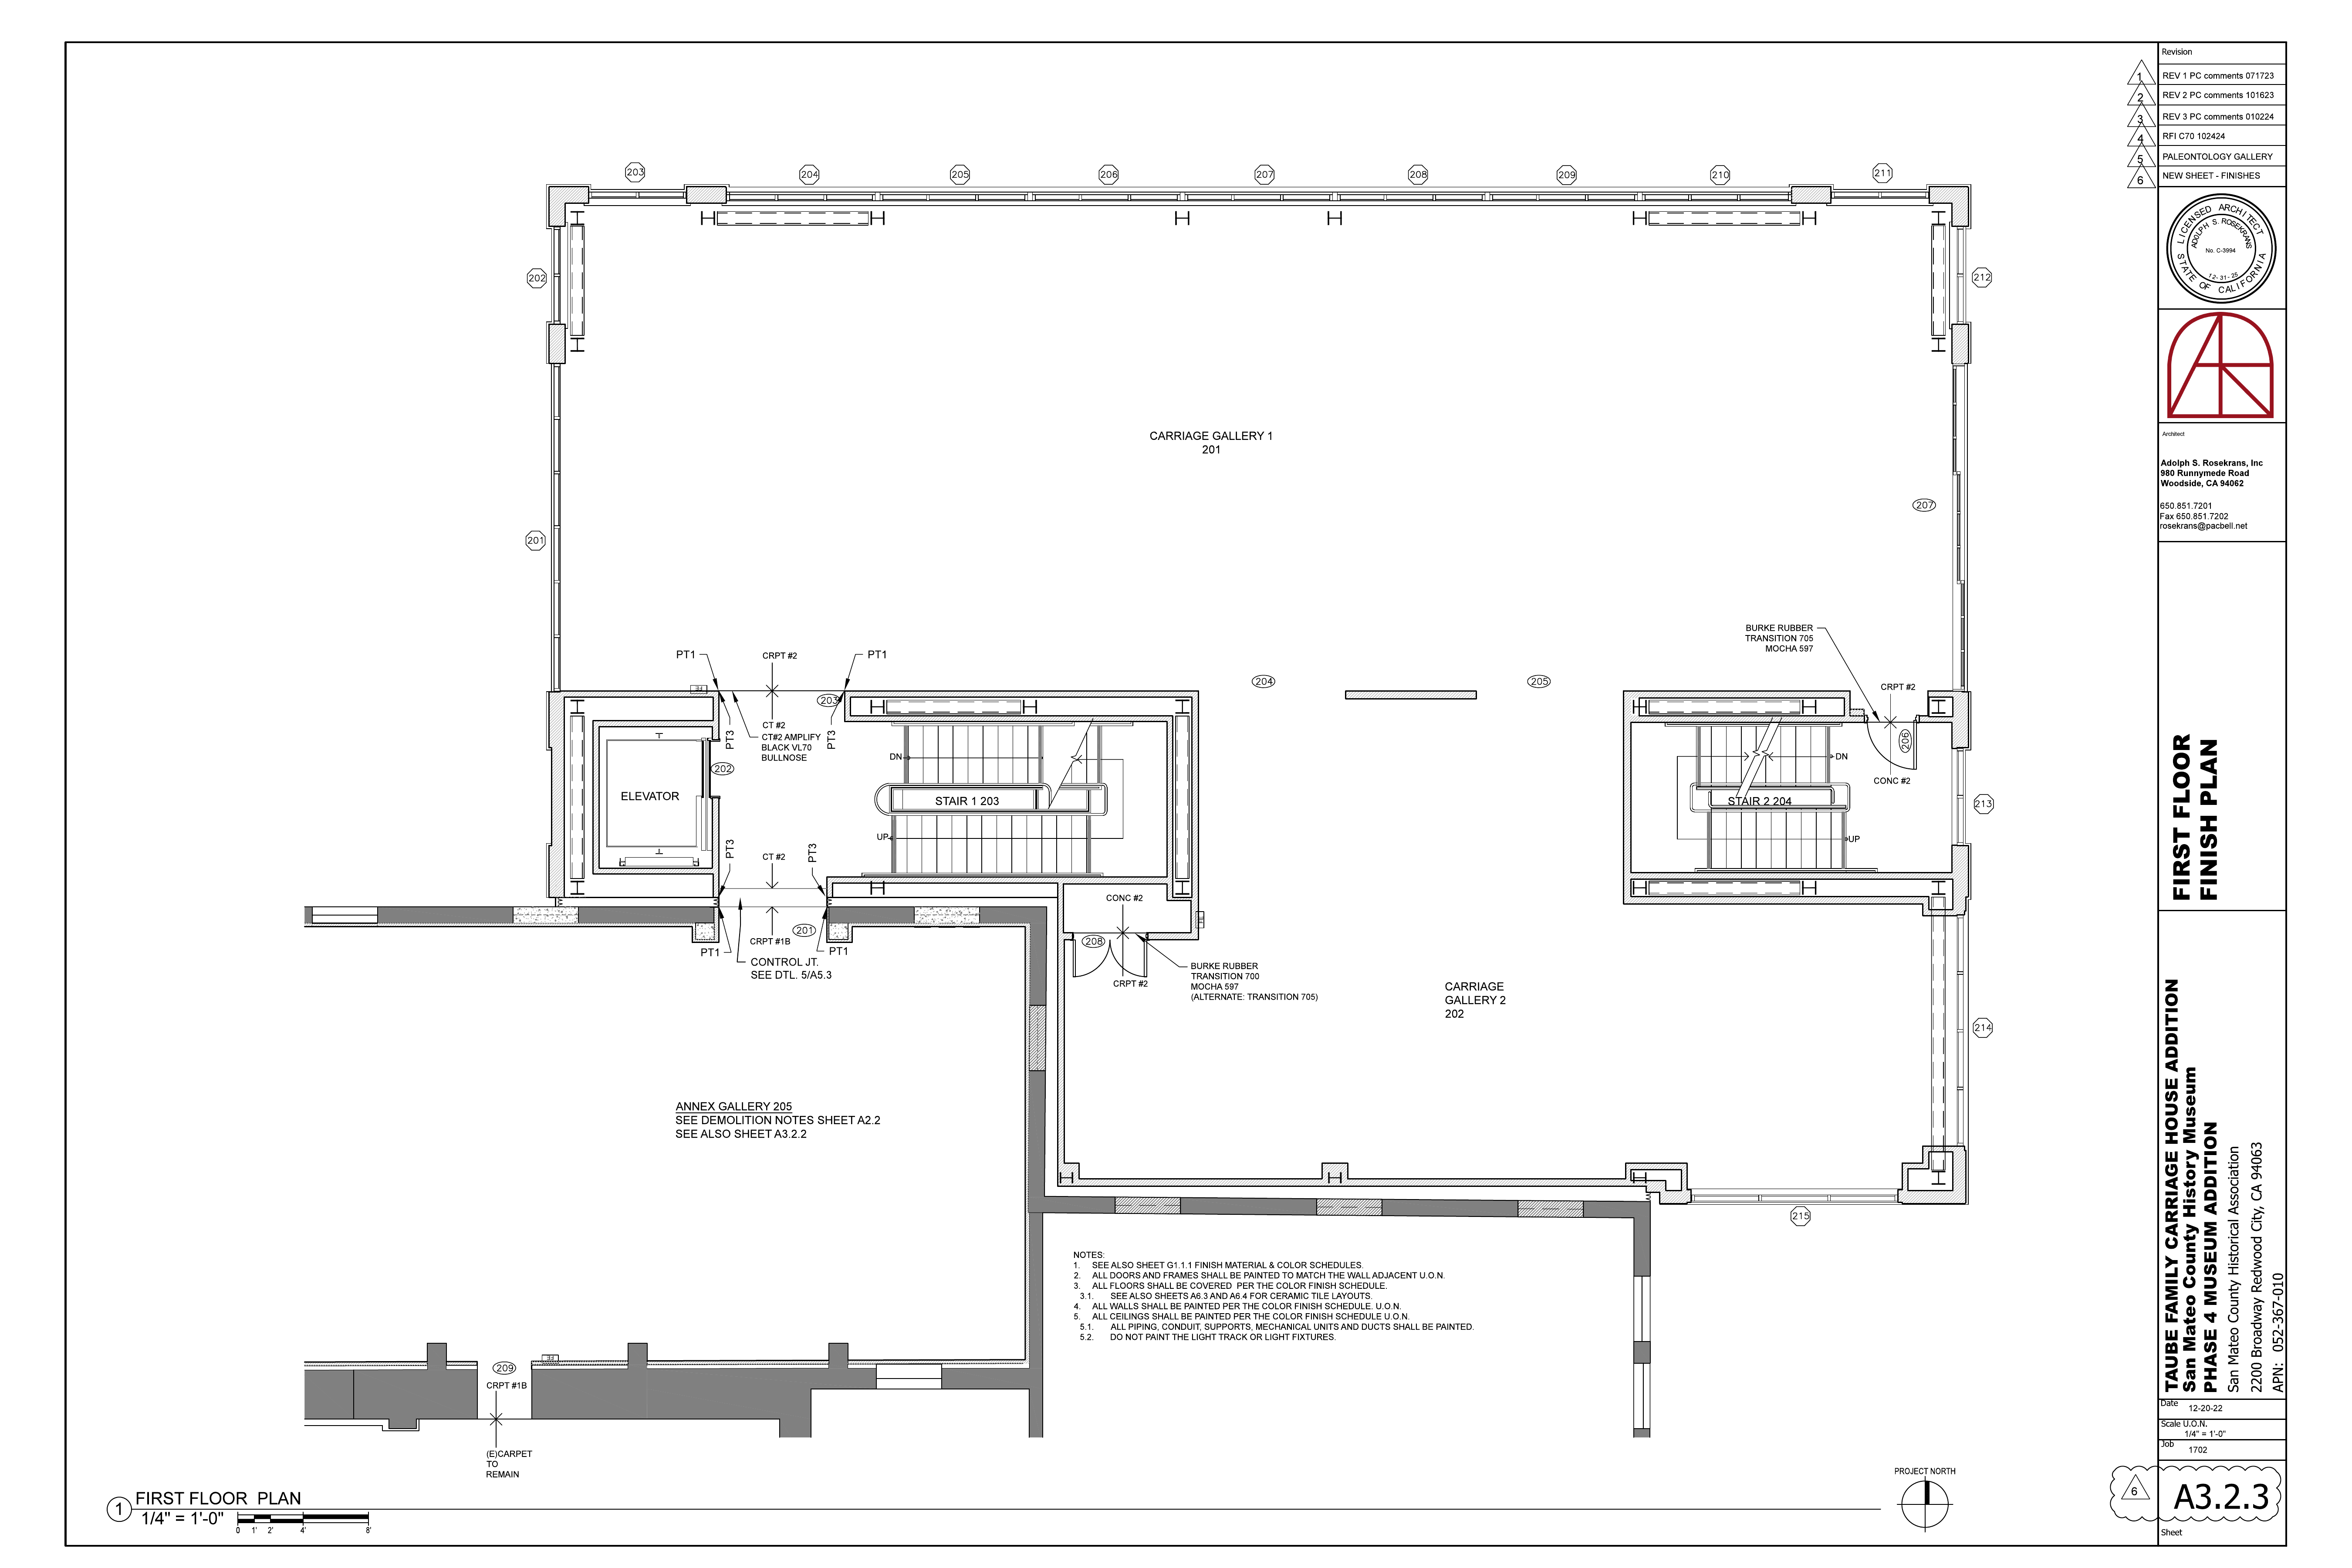 Revision
1 REV 1 PC comments 071723
2 REV 2 PC comments 101623
3 REV 3 PC comments 010224
4 RFI C70 102424
5 PALEONTOLOGY GALLERY
6 NEW SHEET - FINISHES
LICENSED ARCHITECT
ADOLPH S. ROSEKRANS
No. C-3994
12-31-25
STATE OF CALIFORNIA
Architect
Adolph S. Rosekrans, Inc
980 Runnymede Road
Woodside, CA 94062
650.851.7201
Fax 650.851.7202
rosekrans@pacbell.net
FIRST FLOOR
FINISH PLAN
TAUBE FAMILY CARRIAGE HOUSE ADDITION
San Mateo County History Museum
PHASE 4 MUSEUM ADDITION
San Mateo County Historical Association
2200 Broadway Redwood City, CA 94063
APN: 052-367-010
Date
12-20-22
Scale U.O.N.
1/4" = 1'-0"
Job
1702
6
A3.2.3
Sheet
203
204
205
206
207
208
209
210
211
202
212
201
CARRIAGE GALLERY 1
201
207
BURKE RUBBER
TRANSITION 705
MOCHA 597
PT1
CRPT #2
PT1
FE
203
204
205
CRPT #2
CT #2
CT#2 AMPLIFY
BLACK VL70
BULLNOSE
PT3
PT3
202
206
DN
DN
CONC #2
ELEVATOR
STAIR 1 203
STAIR 2 204
213
UP
UP
PT3
CT #2
PT3
CONC #2
FE
201
CRPT #1B
PT1
PT1
CONTROL JT.
SEE DTL. 5/A5.3
208
CRPT #2
BURKE RUBBER
TRANSITION 700
MOCHA 597
(ALTERNATE: TRANSITION 705)
CARRIAGE
GALLERY 2
202
214
ANNEX GALLERY 205
SEE DEMOLITION NOTES SHEET A2.2
SEE ALSO SHEET A3.2.2
215
NOTES:
1. SEE ALSO SHEET G1.1.1 FINISH MATERIAL & COLOR SCHEDULES.
2. ALL DOORS AND FRAMES SHALL BE PAINTED TO MATCH THE WALL ADJACENT U.O.N.
3. ALL FLOORS SHALL BE COVERED PER THE COLOR FINISH SCHEDULE.
3.1. SEE ALSO SHEETS A6.3 AND A6.4 FOR CERAMIC TILE LAYOUTS.
4. ALL WALLS SHALL BE PAINTED PER THE COLOR FINISH SCHEDULE. U.O.N.
5. ALL CEILINGS SHALL BE PAINTED PER THE COLOR FINISH SCHEDULE U.O.N.
5.1. ALL PIPING, CONDUIT, SUPPORTS, MECHANICAL UNITS AND DUCTS SHALL BE PAINTED.
5.2. DO NOT PAINT THE LIGHT TRACK OR LIGHT FIXTURES.
FE
209
CRPT #1B
(E)CARPET
TO
REMAIN
PROJECT NORTH
1
FIRST FLOOR PLAN
1/4" = 1'-0"
0 1' 2' 4' 8'